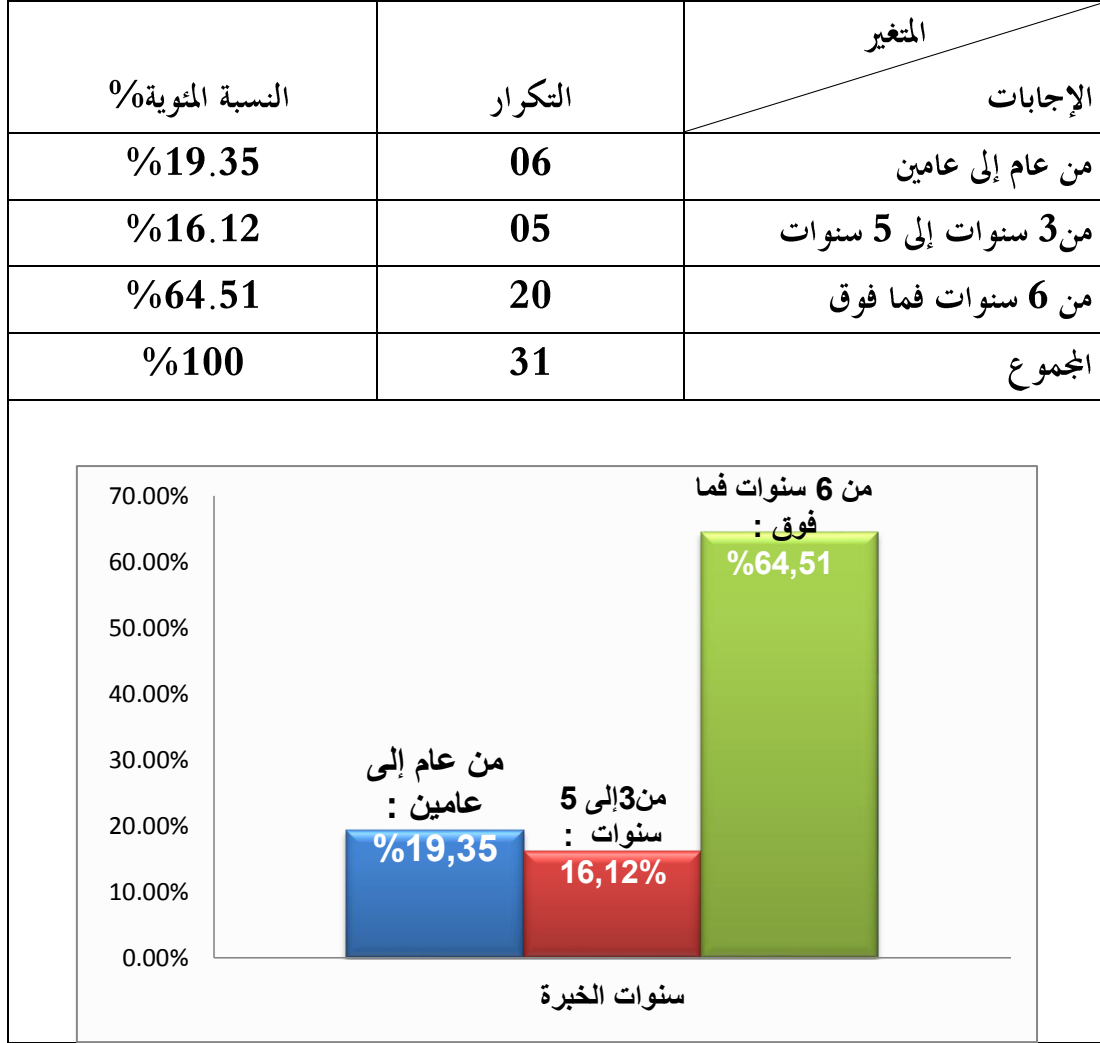 المتغير
الإجابات التكرار النسبة المئوية%
من عام إلى عامين 06 %19.35
من3 سنوات إلى 5 سنوات 05 %16.12
من 6 سنوات فما فوق 20 %64.51
المجموع 31 %100
70.00%
60.00%
50.00%
40.00%
30.00%
20.00%
10.00%
0.00%
من عام إلى
عامين :
%19,35
من3إلى 5
سنوات :
16,12%
من 6 سنوات فما
فوق :
%64,51
سنوات الخبرة